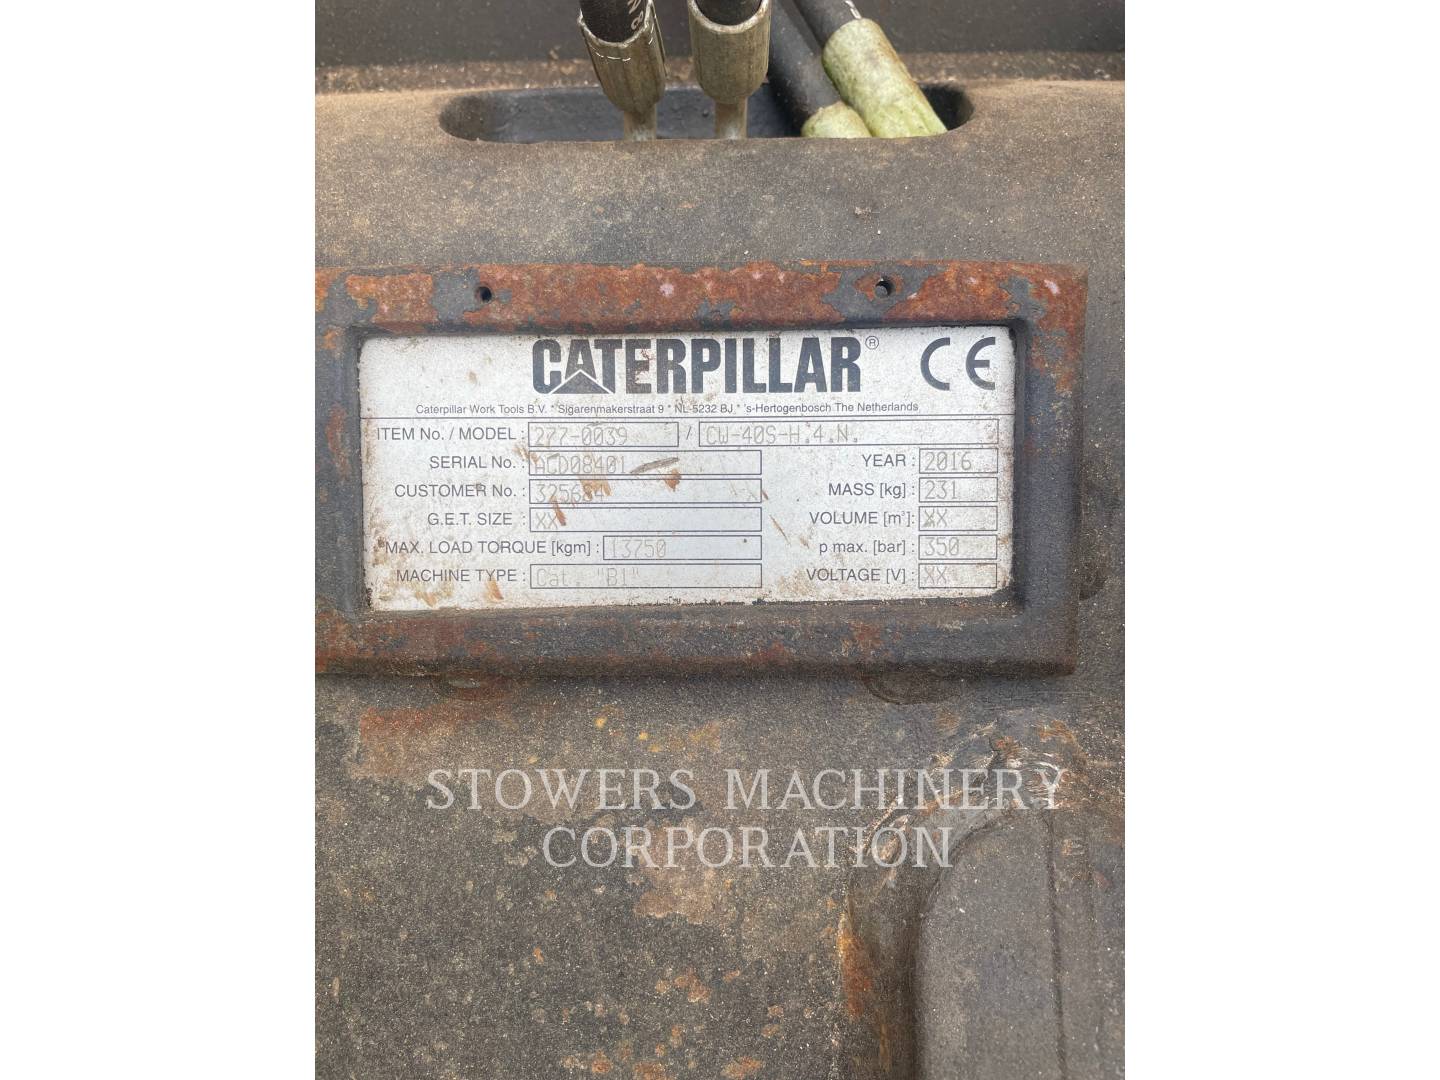 CATERPILLAR® CE
Caterpillar Work Tools B.V. * Sigarenmakerstraat 9 * NL-5232 BJ * 's-Hertogenbosch The Netherlands
ITEM No. / MODEL : 277-0039 / CW-40S-H.4.N.
SERIAL No. : ACD08401 YEAR : 2016
CUSTOMER No. : 325684 MASS [kg] : 231
G.E.T. SIZE : XX VOLUME [m³]: XX
MAX. LOAD TORQUE [kgm] : 13750 p max. [bar] : 350
MACHINE TYPE : Cat. "B1" VOLTAGE [V] : XX
STOWERS MACHINERY
CORPORATION